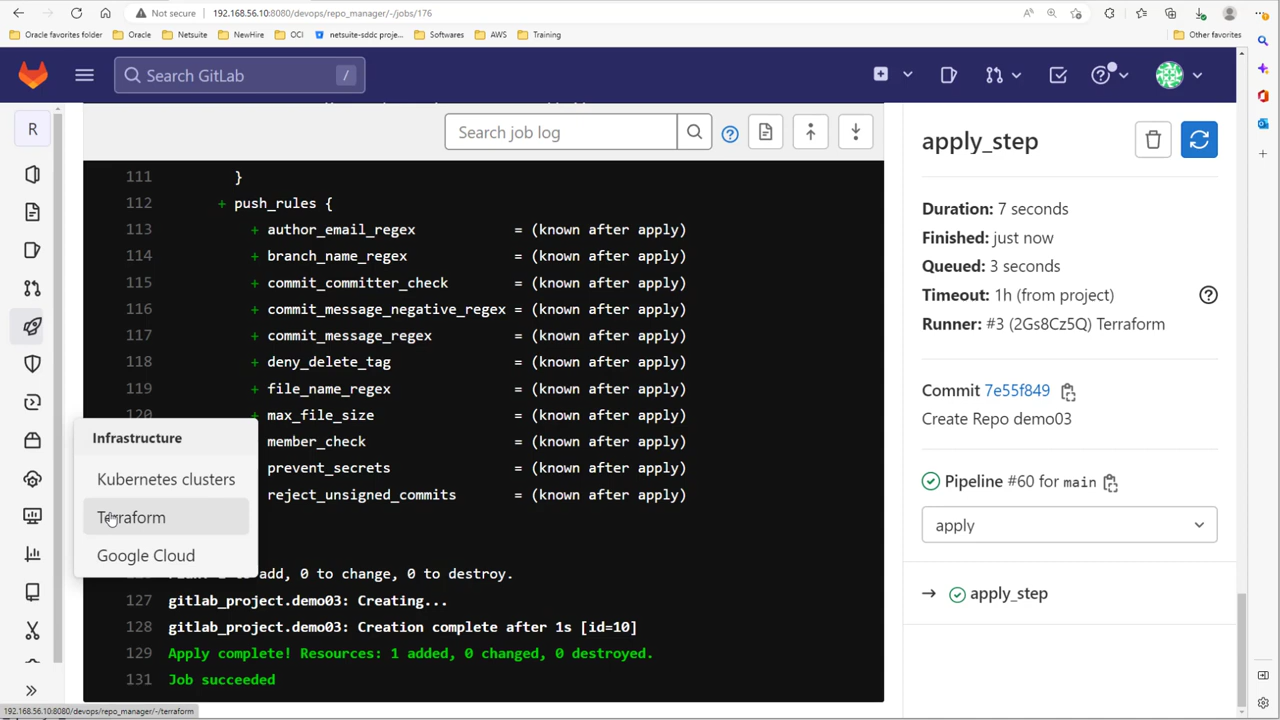 Not secure
192.168.56.10:8080/devops/repo_manager/-/jobs/176
Oracle favorites folder
Oracle
Netsuite
NewHire
OCI
netsuite-sddc proje...
Softwares
AWS
Training
Other favorites
Search GitLab
/
R
Search job log
111 }
112 + push_rules {
113 + author_email_regex = (known after apply)
114 + branch_name_regex = (known after apply)
115 + commit_committer_check = (known after apply)
116 + commit_message_negative_regex = (known after apply)
117 + commit_message_regex = (known after apply)
118 + deny_delete_tag = (known after apply)
119 + file_name_regex = (known after apply)
120 + max_file_size = (known after apply)
member_check = (known after apply)
prevent_secrets = (known after apply)
reject_unsigned_commits = (known after apply)
to add, 0 to change, 0 to destroy.
127 gitlab_project.demo03: Creating...
128 gitlab_project.demo03: Creation complete after 1s [id=10]
129 Apply complete! Resources: 1 added, 0 changed, 0 destroyed.
131 Job succeeded
Infrastructure
Kubernetes clusters
Terraform
Google Cloud
apply_step
Duration: 7 seconds
Finished: just now
Queued: 3 seconds
Timeout: 1h (from project)
Runner: #3 (2Gs8Cz5Q) Terraform
Commit 7e55f849
Create Repo demo03
Pipeline #60 for main
apply
→ apply_step
192.168.56.10:8080/devops/repo_manager/-/terraform